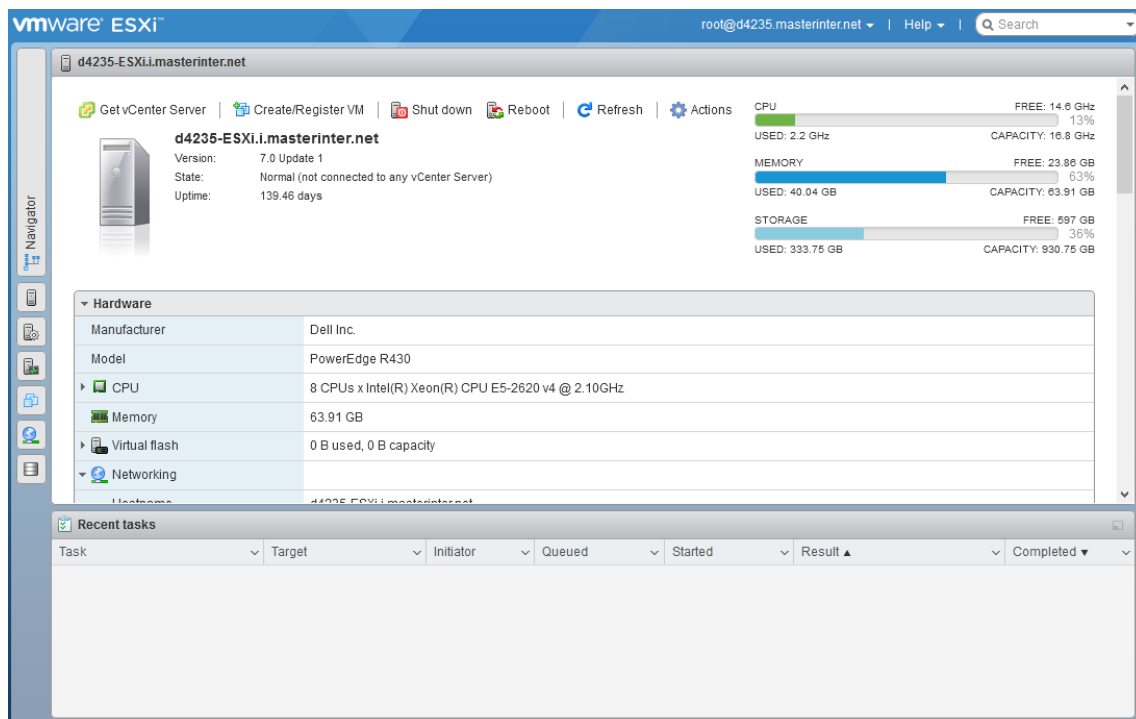 vmware ESXi™
root@d4235.masterinter.net | Help | Search
Navigator
d4235-ESXi.i.masterinter.net
Get vCenter Server | Create/Register VM | Shut down Reboot | Refresh | Actions
d4235-ESXi.i.masterinter.net
Version: 7.0 Update 1
State: Normal (not connected to any vCenter Server)
Uptime: 139.46 days
CPU FREE: 14.6 GHz
13%
USED: 2.2 GHz CAPACITY: 16.8 GHz
MEMORY FREE: 23.86 GB
63%
USED: 40.04 GB CAPACITY: 63.91 GB
STORAGE FREE: 597 GB
36%
USED: 333.75 GB CAPACITY: 930.75 GB
Hardware
Manufacturer Dell Inc.
Model PowerEdge R430
CPU 8 CPUs x Intel(R) Xeon(R) CPU E5-2620 v4 @ 2.10GHz
Memory 63.91 GB
Virtual flash 0 B used, 0 B capacity
Networking
Hostname d4235-ESXi.i.masterinter.net
Recent tasks
Task Target Initiator Queued Started Result ▲ Completed ▼